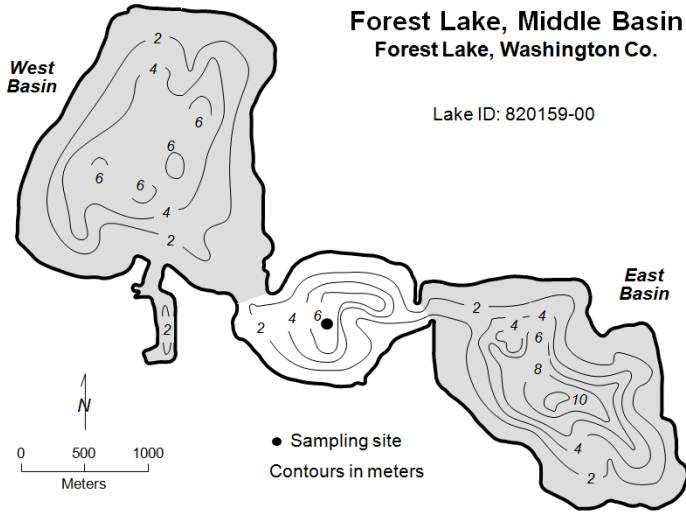 Forest Lake, Middle Basin
Forest Lake, Washington Co.
Lake ID: 820159-00
West
Basin
2
4
6
6
6
6
4
2
2
2
4
6
East
Basin
2
4
4
6
8
10
4
2
N
0
500
1000
Meters
Sampling site
Contours in meters